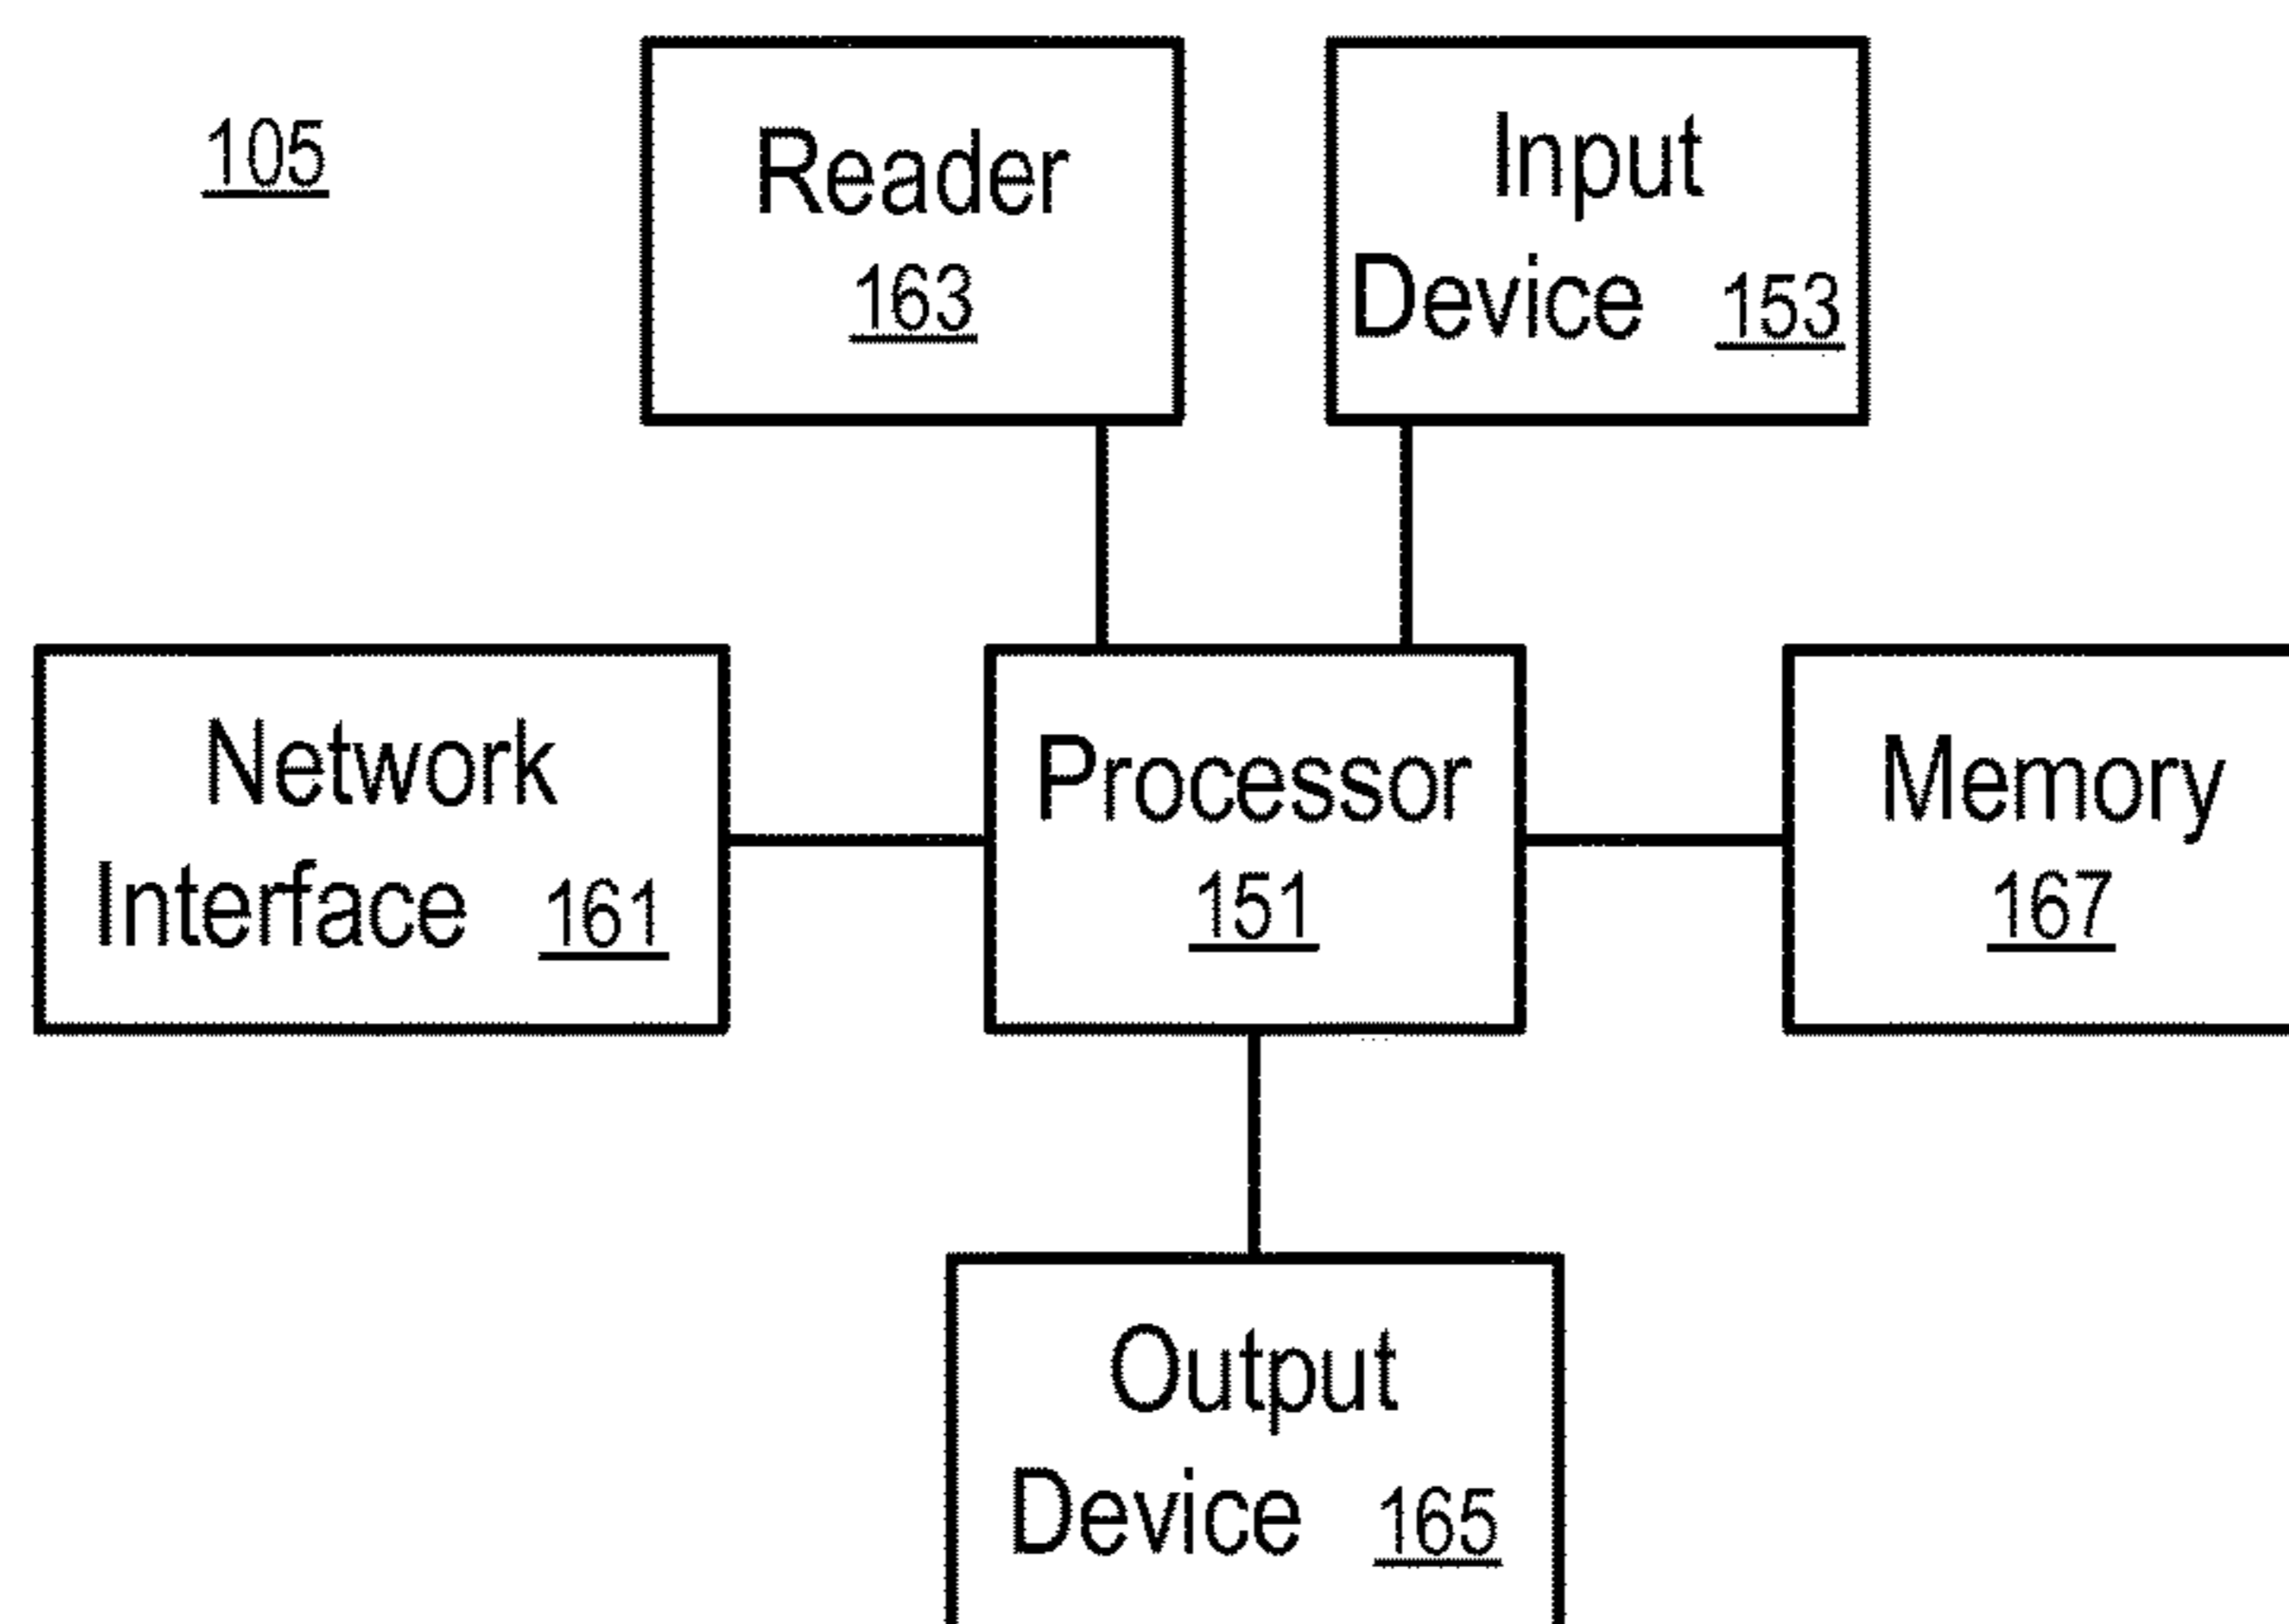 105
Reader
163
Input
Device 153
Network
Interface 161
Processor
151
Memory
167
Output
Device 165